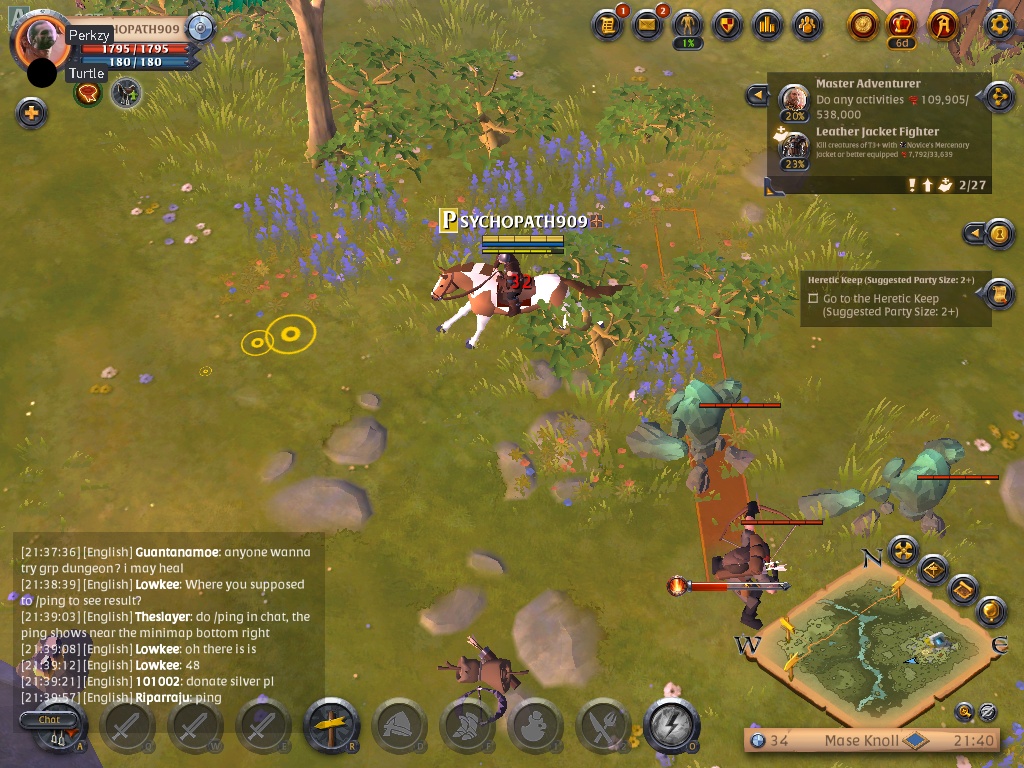 Perkzy
HOPATH909
1795/1795
180/180
Turtle
1
2
1%
6d
Master Adventurer
Do any activities 109,905/
538,000
20%
Leather Jacket Fighter
Kill creatures of T3+ with Novice's Mercenary
Jacket or better equipped 7,792/33,639
23%
2/27
PSYCHOPATH909
32
Heretic Keep (Suggested Party Size: 2+)
Go to the Heretic Keep
(Suggested Party Size: 2+)
[21:37:36] [English] Guantanamoe: anyone wanna
try grp dungeon? i may heal
[21:38:39] [English] Lowkee: Where you supposed
to /ping to see result?
[21:39:03] [English] Theslayer: do /ping in chat, the
ping shows near the minimap bottom right
[21:39:08] [English] Lowkee: oh there is is
[21:39:12] [English] Lowkee: 48
[21:39:21] [English] 101002: donate silver pl
[21:39:57] [English] Riparraju: ping
N
W
E
Chat
A
Q
W
E
R
D
F
O
34 Mase Knoll 21:40